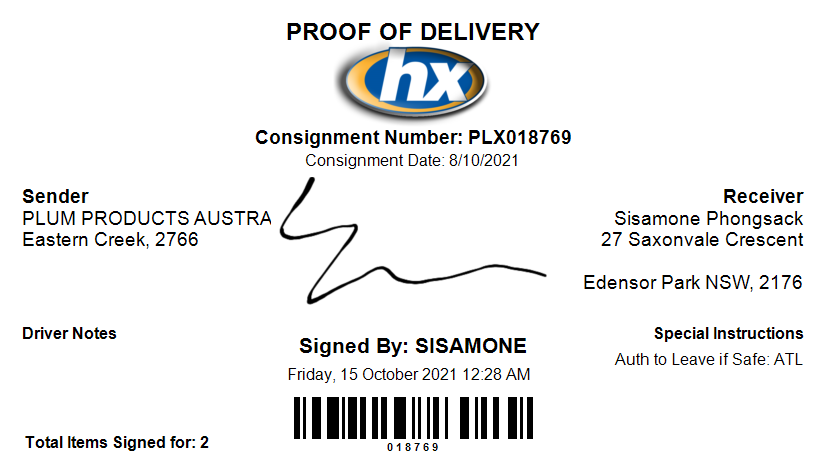 PROOF OF DELIVERY
hx
Consignment Number: PLX018769
Consignment Date: 8/10/2021
Sender
PLUM PRODUCTS AUSTRA
Eastern Creek, 2766
Receiver
Sisamone Phongsack
27 Saxonvale Crescent
Edensor Park NSW, 2176
Driver Notes
Signed By: SISAMONE
Friday, 15 October 2021 12:28 AM
Special Instructions
Auth to Leave if Safe: ATL
Total Items Signed for: 2
018769